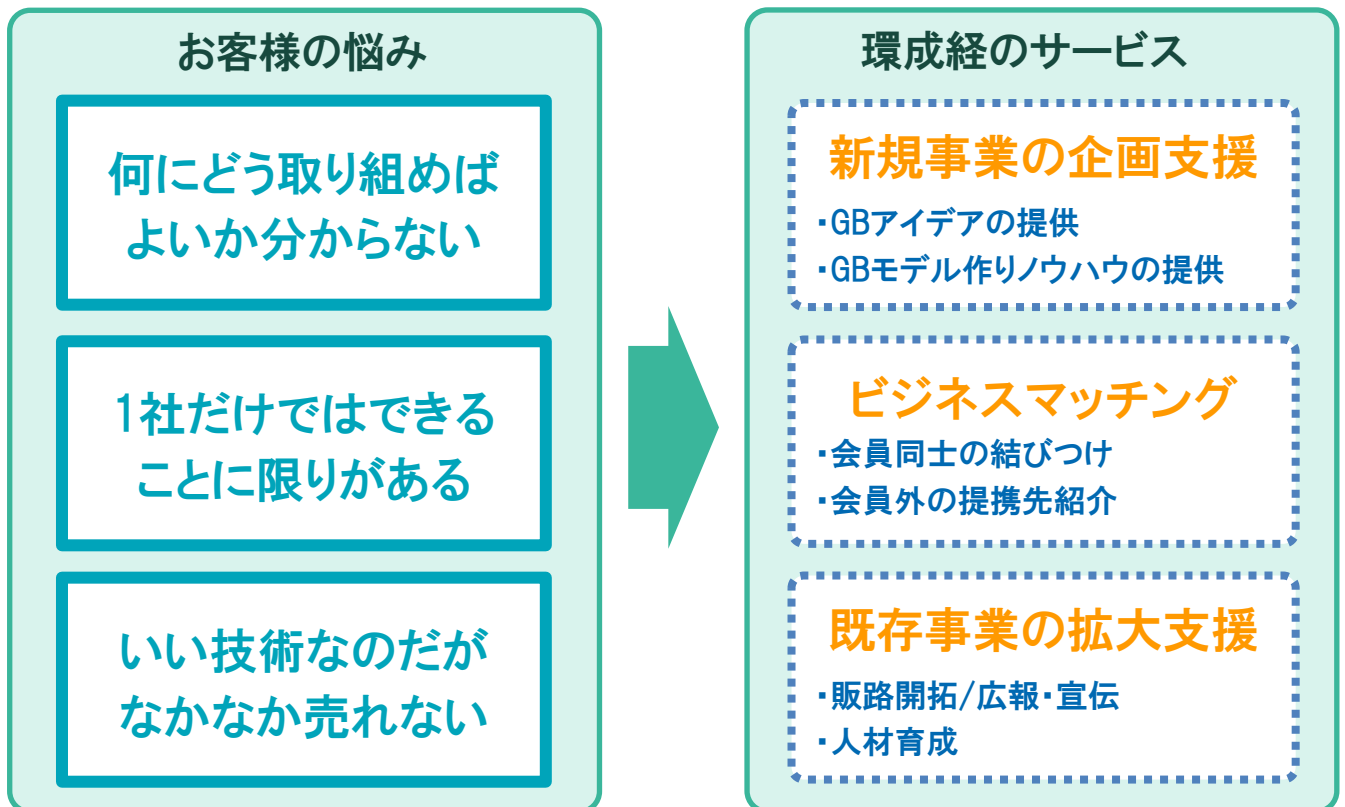 お客様の悩み
何にどう取り組めば
よいか分からない
1社だけではできる
ことに限りがある
いい技術なのだが
なかなか売れない
環成経のサービス
新規事業の企画支援
・GBアイデアの提供
・GBモデル作りノウハウの提供
ビジネスマッチング
・会員同士の結びつけ
・会員外の提携先紹介
既存事業の拡大支援
・販路開拓/広報・宣伝
・人材育成